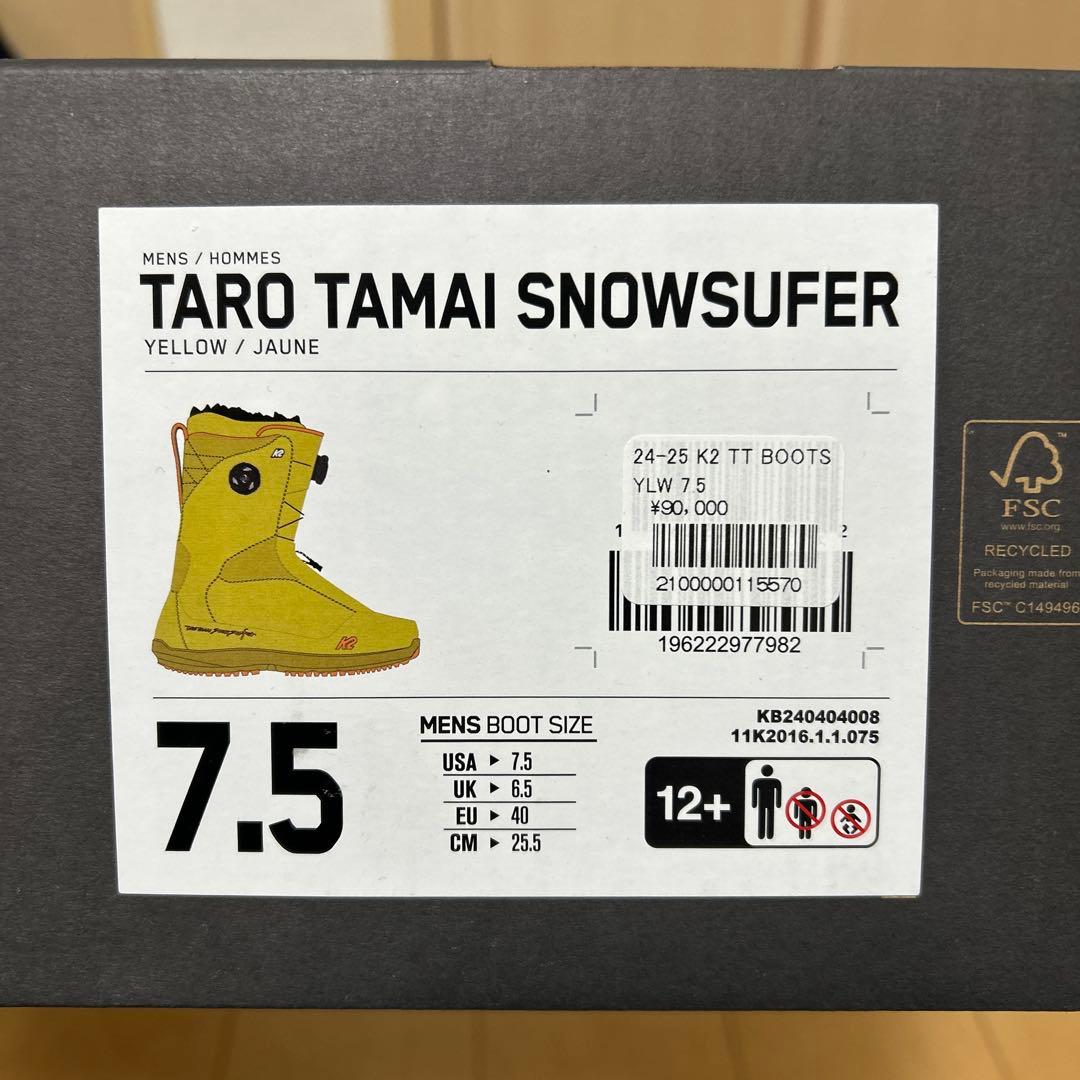 MENS / HOMMES
TARO TAMAI SNOWSUFER
YELLOW / JAUNE
K2
K2
24-25 K2 TT BOOTS
YLW 7.5
¥90,000
1
2
2100000115570
196222977982
FSC
www.fsc.org
RECYCLED
Packaging made from
recycled material
FSC™ C149496
7.5
MENS BOOT SIZE
USA ▶ 7.5
UK ▶ 6.5
EU ▶ 40
CM ▶ 25.5
KB240404008
11K2016.1.1.075
12+